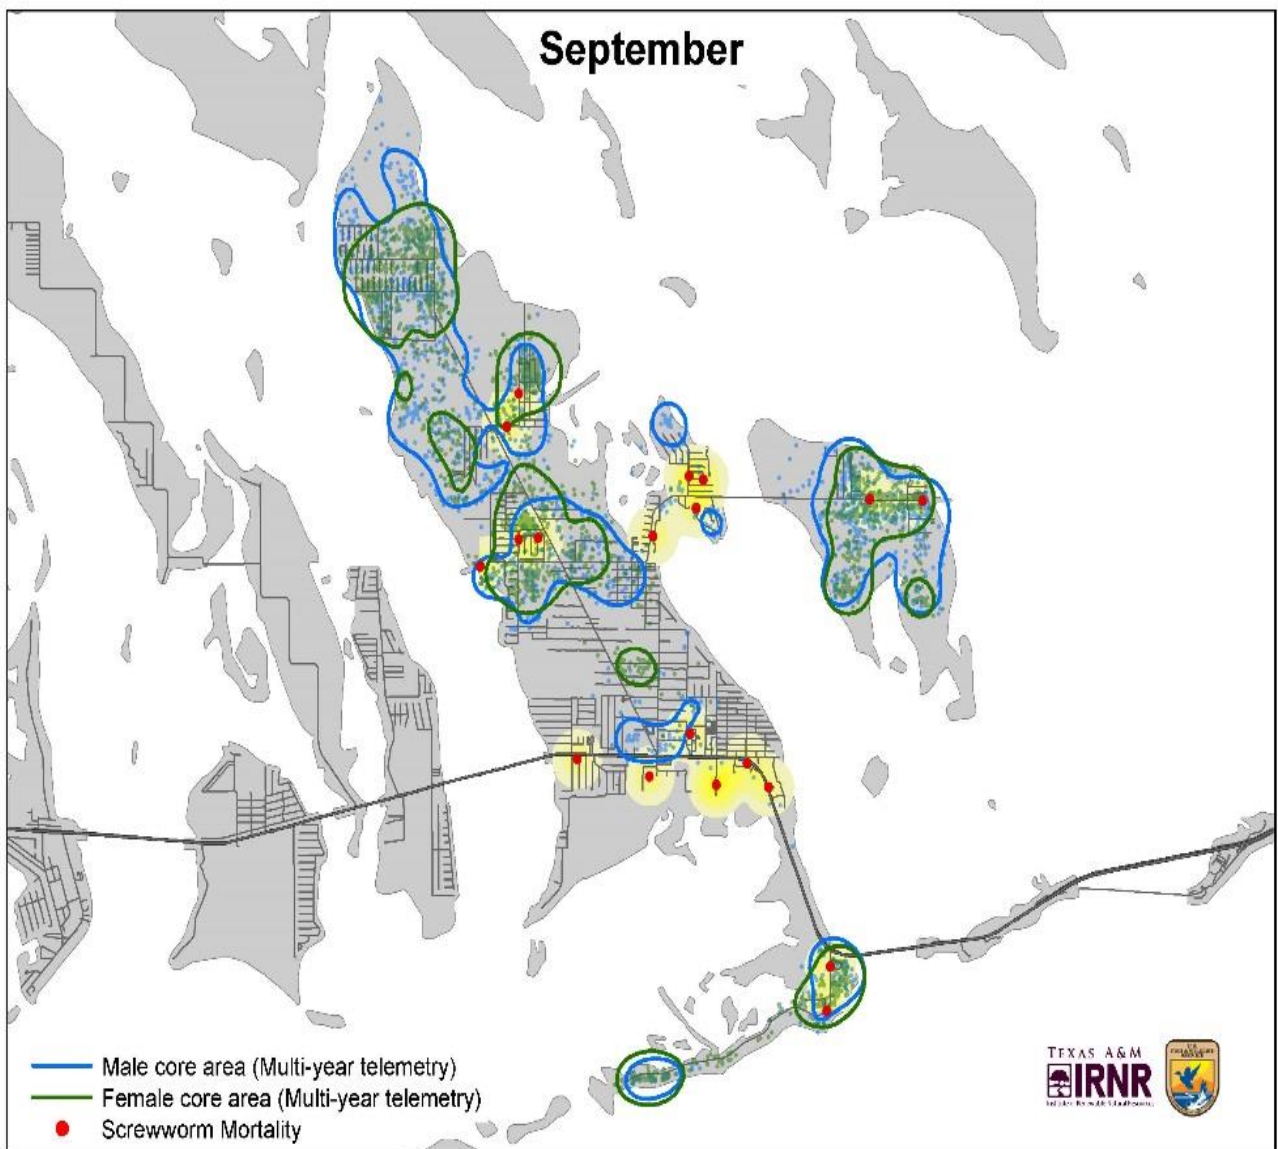 September
Male core area (Multi-year telemetry)
Female core area (Multi-year telemetry)
Screwworm Mortality
TEXAS A&M
IRNR